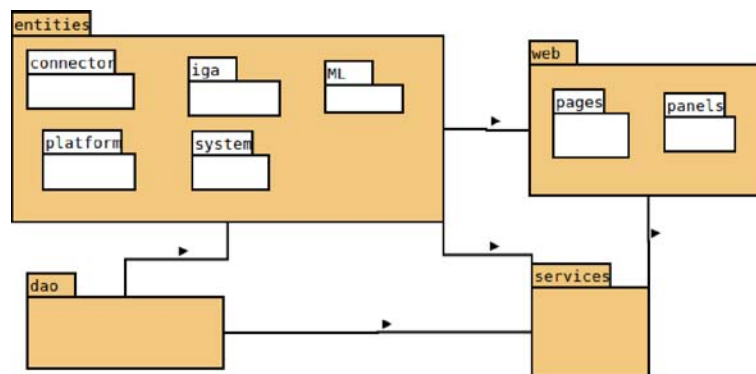 entities
connector
iga
ML
platform
system
web
pages
panels
dao
services